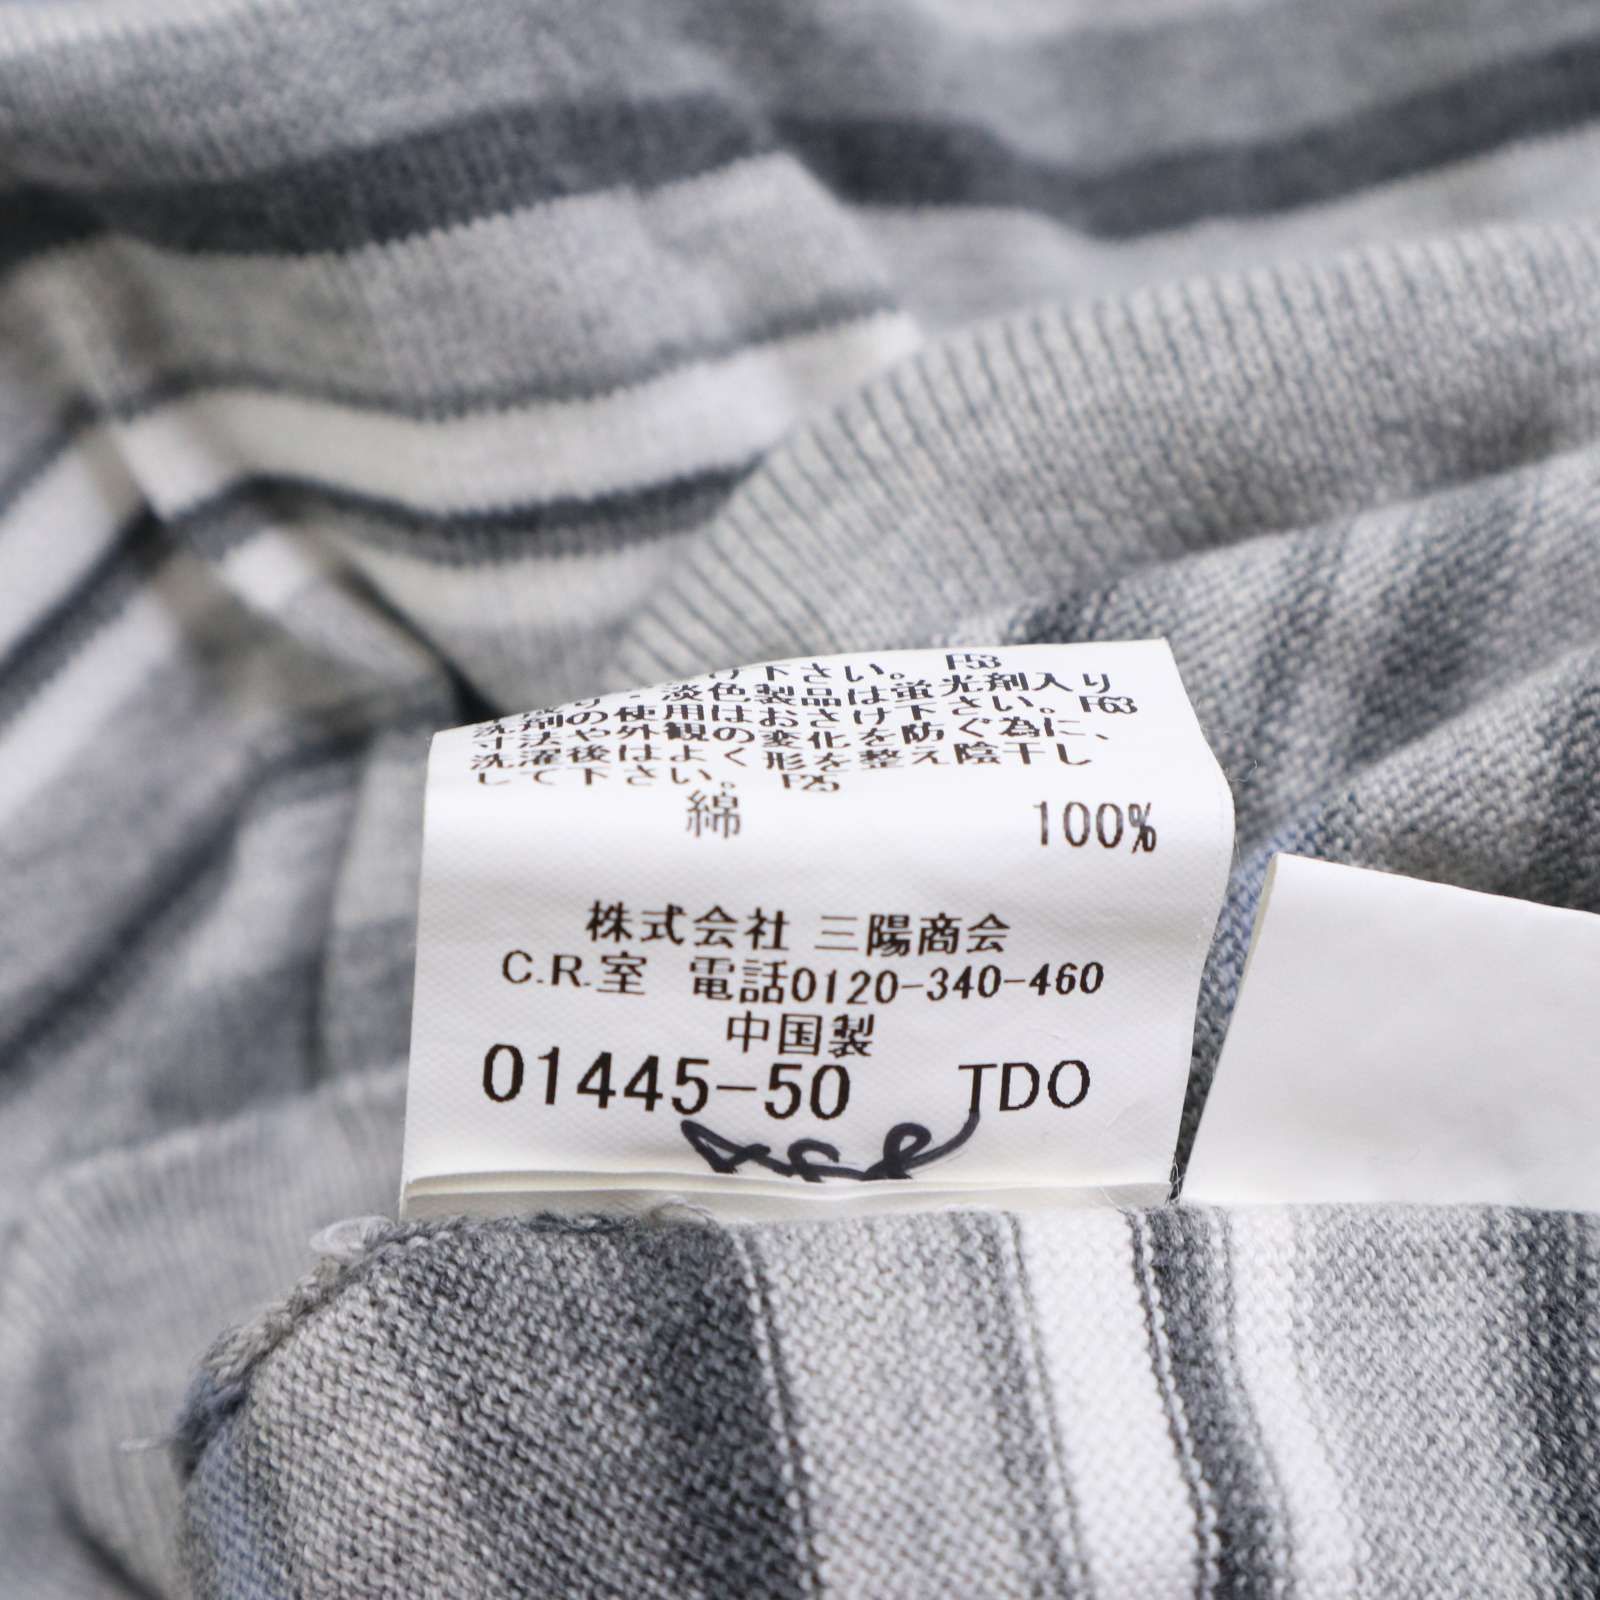 け下さい。 F53
淡色製品は蛍光剤入り
洗剤の使用はおさけ下さい。F63
寸法や外観の変化を防ぐ為に、
洗濯後はよく形を整え陰干し
して下さい。 F25
綿 100%
株式会社 三陽商会
C.R.室 電話0120-340-460
中国製
01445-50 TDO